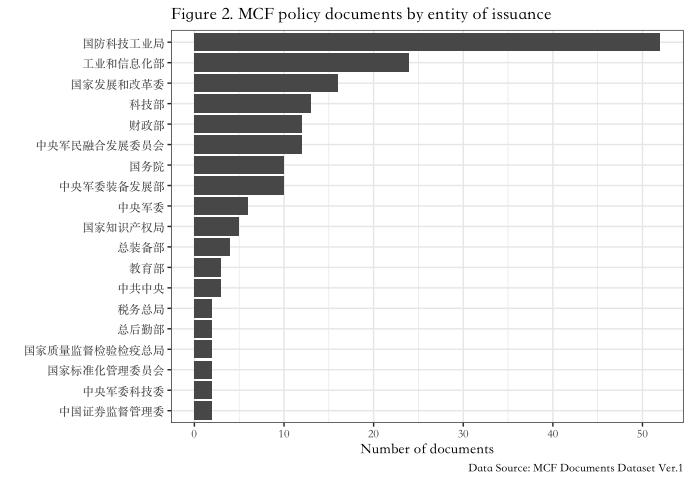 Figure 2. MCF policy documents by entity of issuance
国防科技工业局
工业和信息化部
国家发展和改革委
科技部
财政部
中央军民融合发展委员会
国务院
中央军委装备发展部
中央军委
国家知识产权局
总装备部
教育部
中共中央
税务总局
总后勤部
国家质量监督检验检疫总局
国家标准化管理委员会
中央军委科技委
中国证券监督管理委
0 10 20 30 40 50
Number of documents
Data Source: MCF Documents Dataset Ver.1